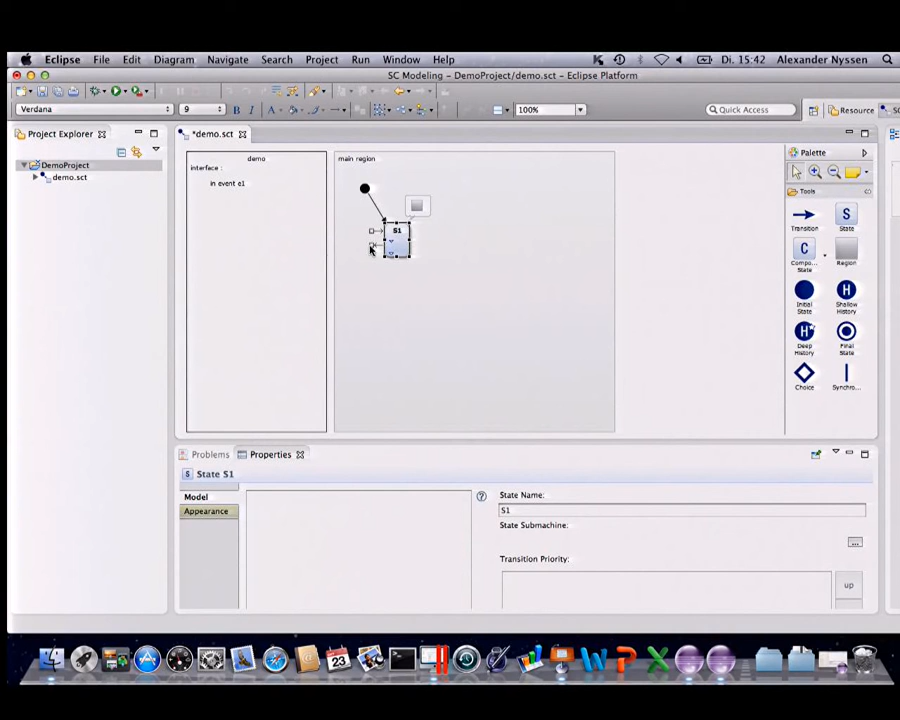 Eclipse File Edit Diagram Navigate Search Project Run Window Help Di. 15:42 Alexander Nyssen
SC Modeling - DemoProject/demo.sct - Eclipse Platform
Verdana 9 B I A 100% Quick Access Resource
Project Explorer
*demo.sct
DemoProject
demo.sct
demo
interface :
in event e1
main region
S1
Palette
Tools
Transition
S
State
C
Compo...
State
Region
Initial
State
H
Shallow
History
H*
Deep
History
Final
State
Choice
Synchro...
Problems Properties
S State S1
Model
Appearance
State Name:
S1
State Submachine:
...
Transition Priority:
up
23